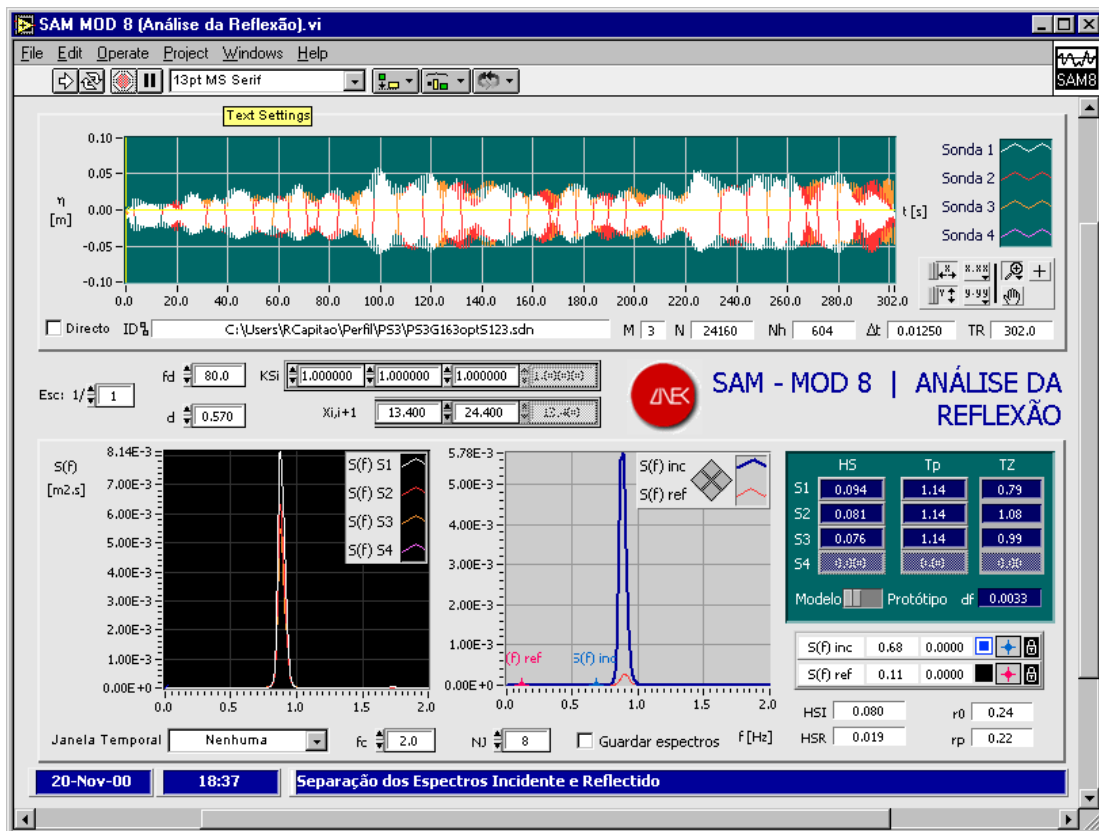 SAM MOD 8 (Análise da Reflexão).vi
File Edit Operate Project Windows Help
13pt MS Serif
SAM8
Text Settings
0.10
0.05
0.00
-0.05
-0.10
η
[m]
t [s]
0.0 20.0 40.0 60.0 80.0 100.0 120.0 140.0 160.0 180.0 200.0 220.0 240.0 260.0 280.0 302.0
Sonda 1
Sonda 2
Sonda 3
Sonda 4
Directo ID C:\Users\RCapitao\Perfil\PS3\PS3G163optS123.sdn M 3 N 24160 Nh 604 Δt 0.01250 TR 302.0
Esc: 1/ 1
fd 80.0 KSi 1.000000 1.000000 1.000000
d 0.570 Xi,i+1 13.400 24.400
SAM - MOD 8 | ANÁLISE DA
REFLEXÃO
S(f)
[m2.s]
8.14E-3
7.00E-3
6.00E-3
5.00E-3
4.00E-3
3.00E-3
2.00E-3
1.00E-3
0.00E+0
0.0 0.5 1.0 1.5 2.0
S(f) S1
S(f) S2
S(f) S3
S(f) S4
5.78E-3
5.00E-3
4.00E-3
3.00E-3
2.00E-3
1.00E-3
0.00E+0
0.0 0.5 1.0 1.5 2.0
S(f) inc
S(f) ref
(f) ref
S(f) inc
f [Hz]
HS Tp TZ
S1 0.094 1.14 0.79
S2 0.081 1.14 1.08
S3 0.076 1.14 0.99
S4
Modelo Protótipo df 0.0033
S(f) inc 0.68 0.0000
S(f) ref 0.11 0.0000
HSI 0.080 r0 0.24
HSR 0.019 rp 0.22
Janela Temporal Nenhuma fc 2.0 NJ 8 Guardar espectros
20-Nov-00 18:37 Separação dos Espectros Incidente e Reflectido